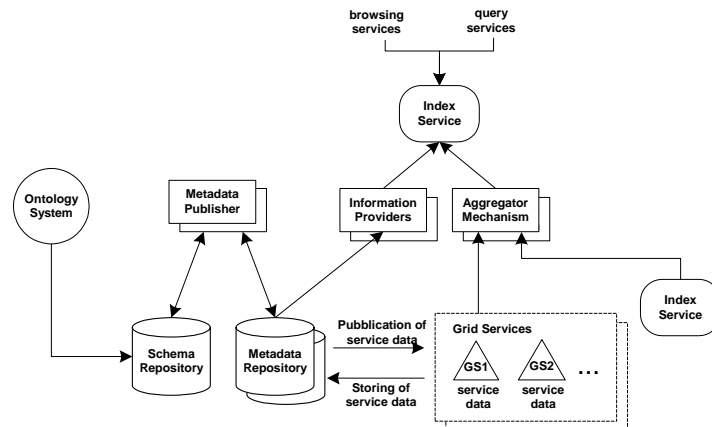 browsing
services
query
services
Index
Service
Ontology
System
Metadata
Publisher
Information
Providers
Aggregator
Mechanism
Index
Service
Schema
Repository
Metadata
Repository
Pubblication of
service data
Storing of
service data
Grid Services
GS1
GS2
...
service
data
service
data